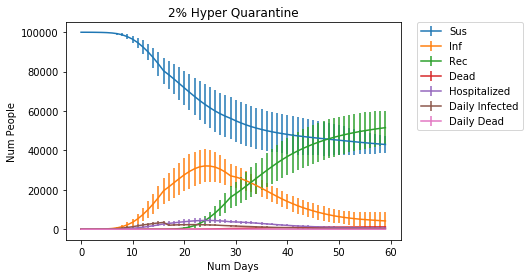 2% Hyper Quarantine
100000
80000
60000
40000
20000
0
Num People
0
10
20
30
40
50
60
Num Days
Sus
Inf
Rec
Dead
Hospitalized
Daily Infected
Daily Dead